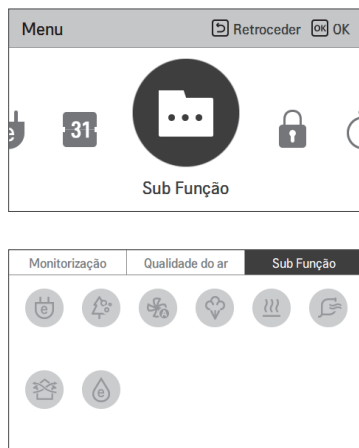 Menu Retroceder OK OK
31
Sub Função
Monitorização Qualidade do ar Sub Função